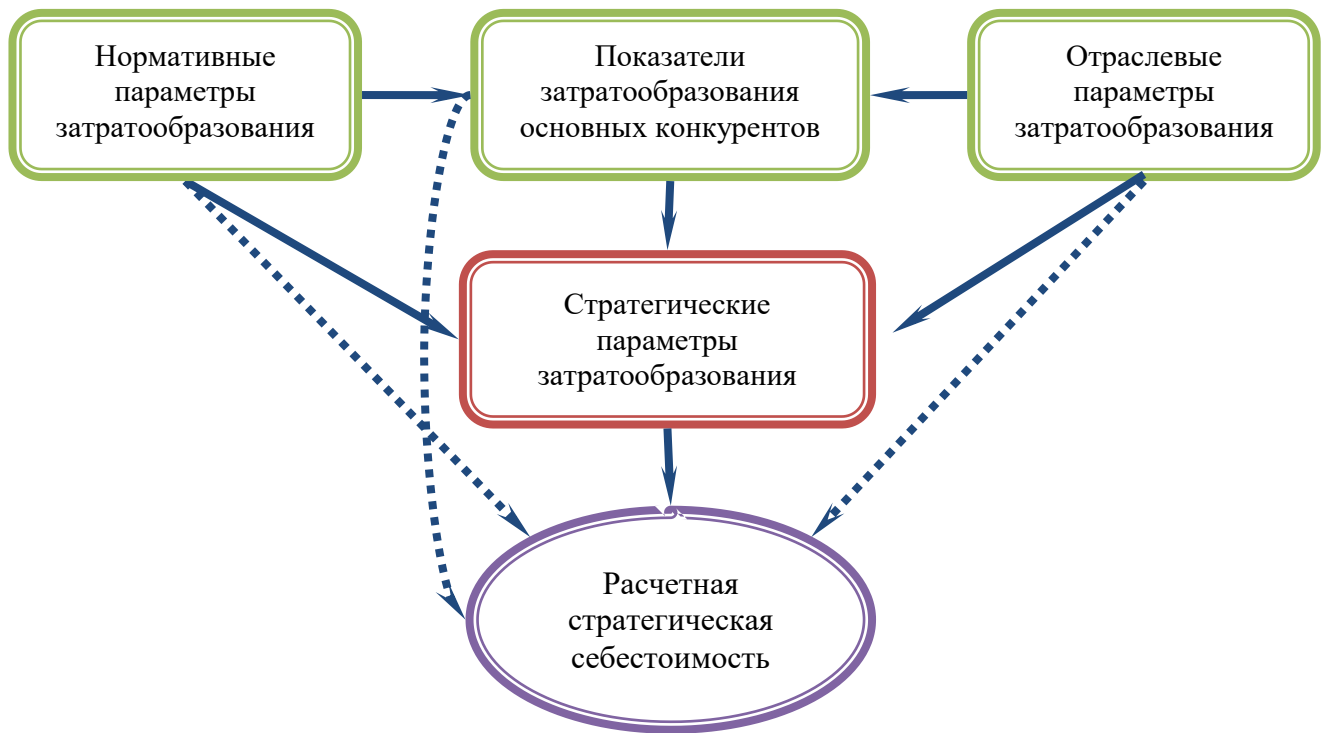 Нормативные
параметры
затратообразования
Показатели
затратообразования
основных конкурентов
Отраслевые
параметры
затратообразования
Стратегические
параметры
затратообразования
Расчетная
стратегическая
себестоимость